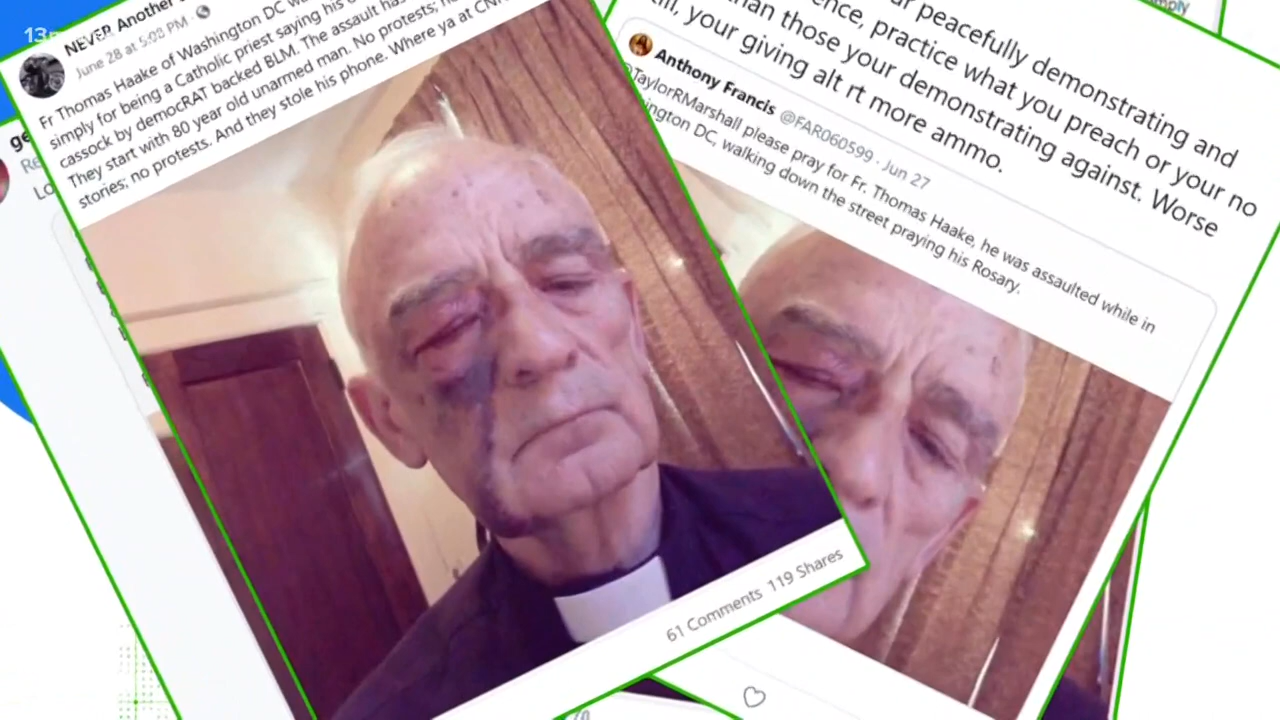 NEVER Another
June 28 at 5:08 PM ·
Fr Thomas Haake of Washington DC
simply for being a Catholic priest saying his
cassock by democRAT backed BLM. The assault has
They start with 80 year old unarmed man. No protests;
stories; no protests. And they stole his phone. Where ya at
61 Comments 119 Shares
peacefully demonstrating and
practice what you preach or your no
than those your demonstrating against. Worse
your giving alt rt more ammo.
Anthony Francis @FAR060599 · Jun 27
@TaylorRMarshall please pray for Fr. Thomas Haake, he was assaulted while in
DC, walking down the street praying his Rosary.